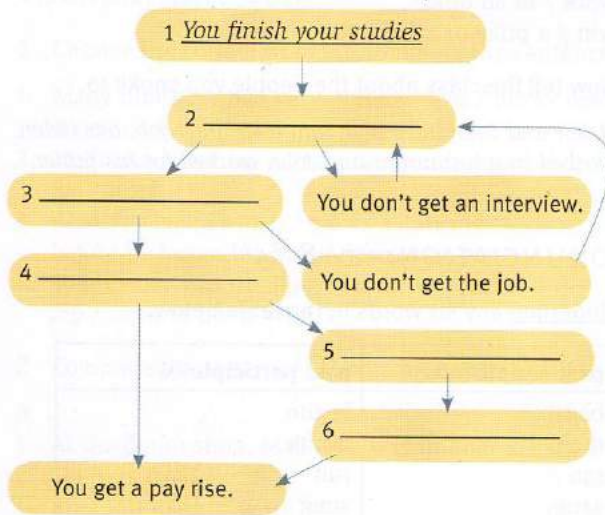 1 You finish your studies
2
3
You don't get an interview.
4
You don't get the job.
5
6
You get a pay rise.